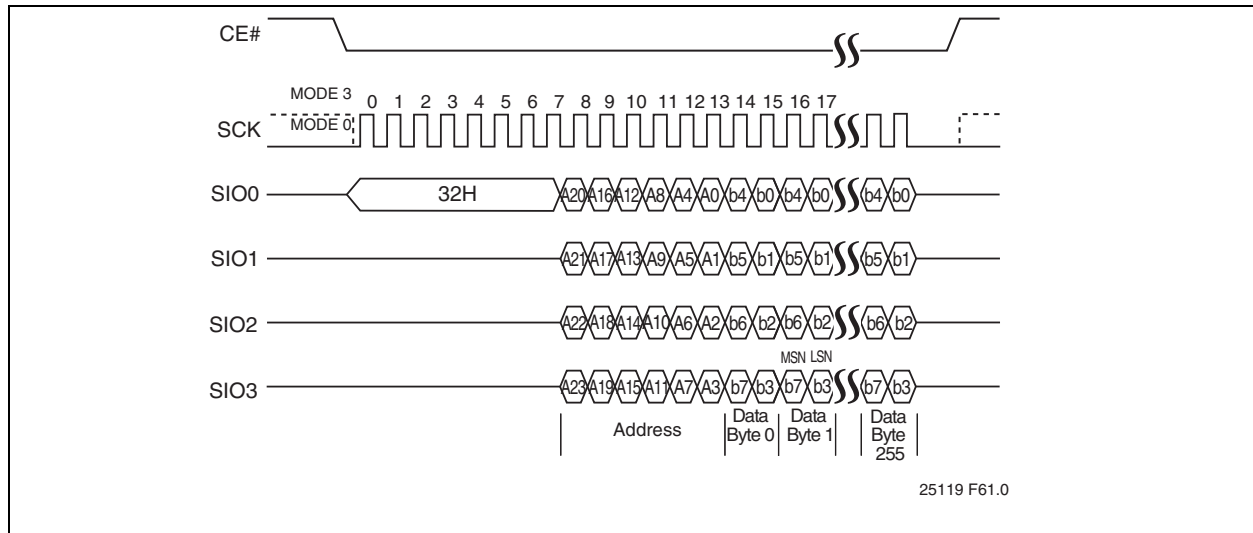 CE#
MODE 3
0 1 2 3 4 5 6 7 8 9 10 11 12 13 14 15 16 17
SCK
MODE 0
SIO0
32H
A20 A16 A12 A8 A4 A0 b4 b0 b4 b0 b4 b0
SIO1
A21 A17 A13 A9 A5 A1 b5 b1 b5 b1 b5 b1
SIO2
A22 A18 A14 A10 A6 A2 b6 b2 b6 b2 b6 b2
MSN LSN
SIO3
A23 A19 A15 A11 A7 A3 b7 b3 b7 b3 b7 b3
Address
Data
Byte 0
Data
Byte 1
Data
Byte
255
25119 F61.0